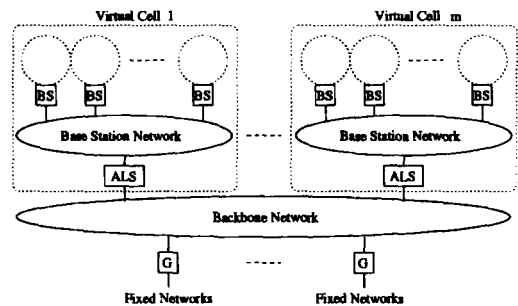 Virtual Cell 1
Virtual Cell m
BS BS BS BS BS BS
Base Station Network
Base Station Network
ALS ALS
Backbone Network
G G
Fixed Networks
Fixed Networks